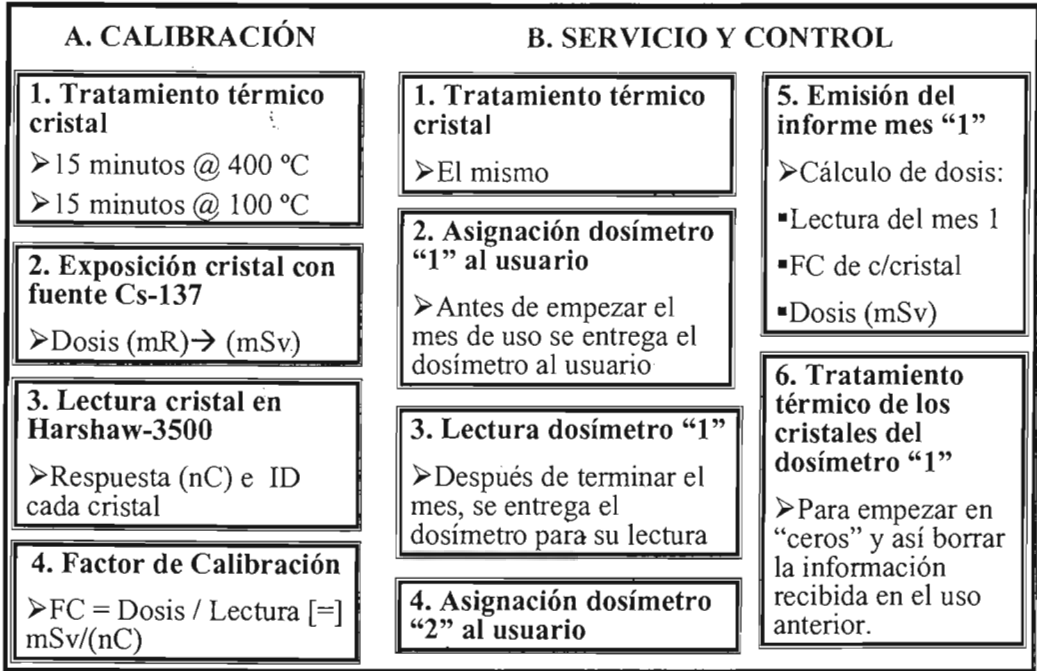 A. CALIBRACIÓN
1. Tratamiento térmico
cristal
➢15 minutos @ 400 ºC
➢15 minutos @ 100 ºC
2. Exposición cristal con
fuente Cs-137
➢Dosis (mR)→ (mSv)
3. Lectura cristal en
Harshaw-3500
➢Respuesta (nC) e ID
cada cristal
4. Factor de Calibración
➢FC = Dosis / Lectura [=]
mSv/(nC)
B. SERVICIO Y CONTROL
1. Tratamiento térmico
cristal
➢El mismo
2. Asignación dosímetro
“1” al usuario
➢Antes de empezar el
mes de uso se entrega el
dosímetro al usuario
3. Lectura dosímetro “1”
➢Después de terminar el
mes, se entrega el
dosímetro para su lectura
4. Asignación dosímetro
“2” al usuario
5. Emisión del
informe mes “1”
➢Cálculo de dosis:
▪Lectura del mes 1
▪FC de c/cristal
▪Dosis (mSv)
6. Tratamiento
térmico de los
cristales del
dosímetro “1”
➢Para empezar en
“ceros” y así borrar
la información
recibida en el uso
anterior.